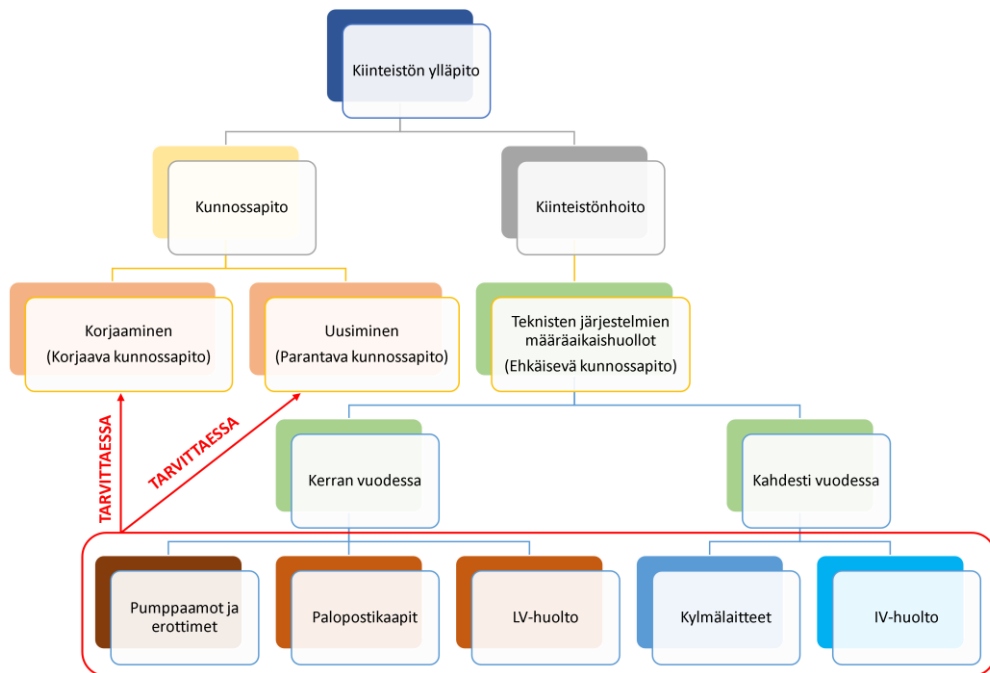 Kiinteistön ylläpito
Kunnossapito
Kiinteistönhoito
Korjaaminen
(Korjaava kunnossapito)
Uusiminen
(Parantava kunnossapito)
Teknisten järjestelmien
määräaikaishuollot
(Ehkäisevä kunnossapito)
TARVITTAESSA
TARVITTAESSA
Kerran vuodessa
Kahdesti vuodessa
Pumppaamot ja
erottimet
Palopostikaapit
LV-huolto
Kylmälaitteet
IV-huolto